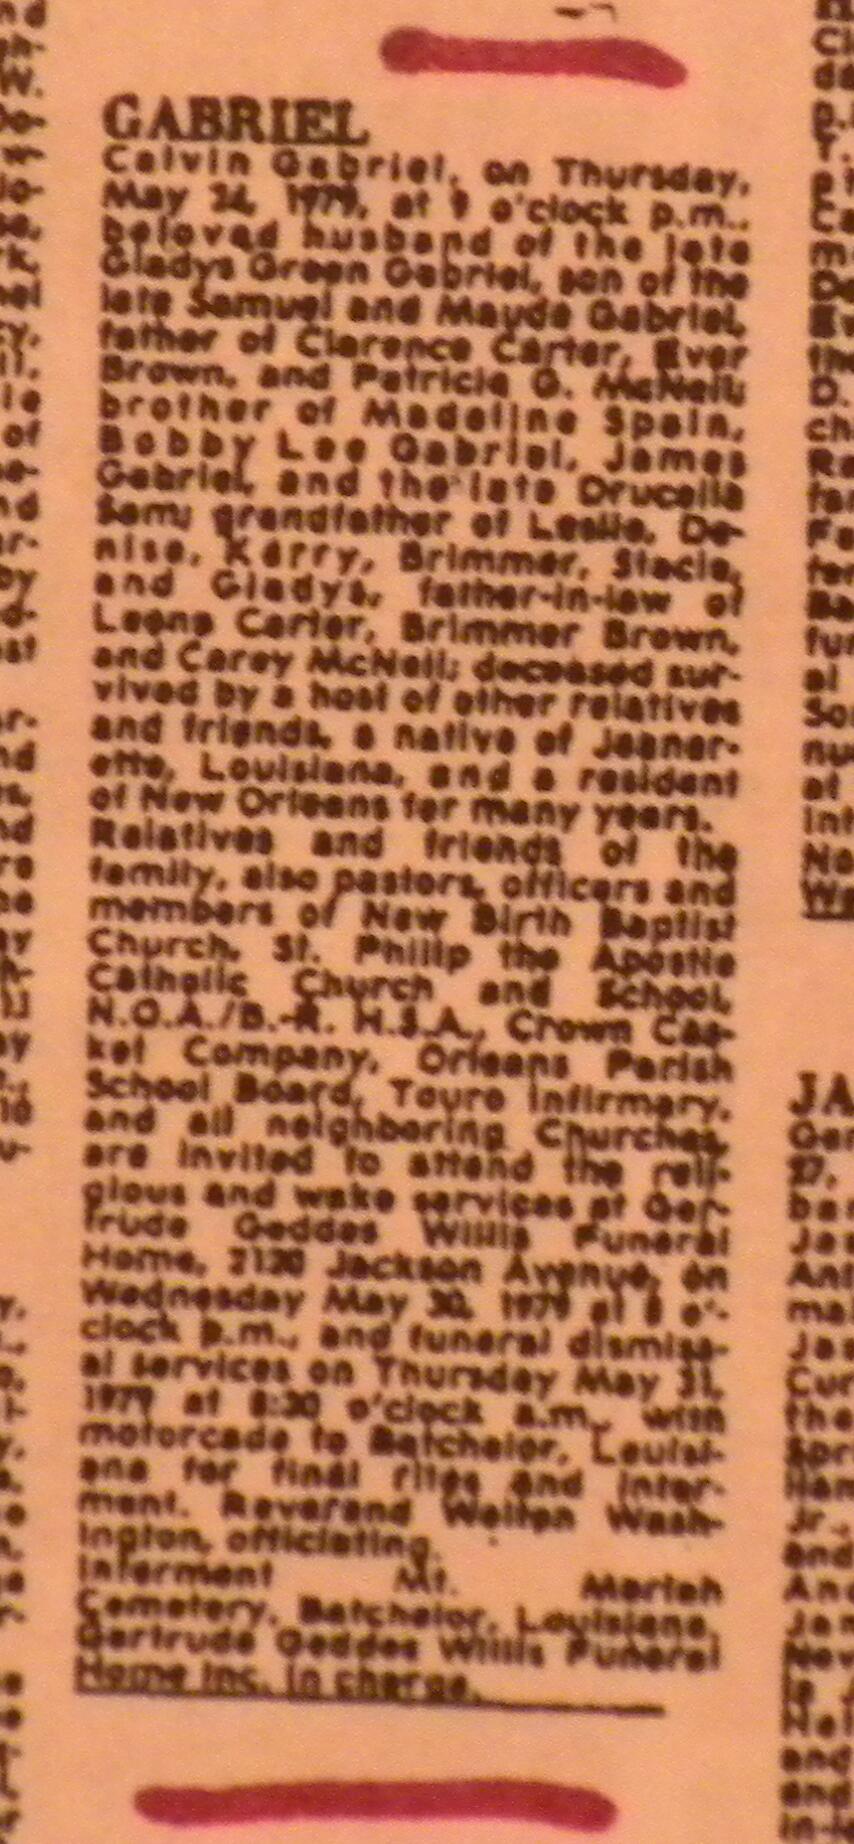 GABRIEL
Calvin Gabriel, on Thursday,
May 24, 1979, at 9 o'clock p.m.,
beloved husband of the late
Gladys Green Gabriel, son of the
late Samuel and Mayde Gabriel,
father of Clarence Carter, Ever
Brown, and Patricia G. McNeil;
brother of Madeline Spain,
Bobby Lee Gabriel, James
Gabriel, and the late Drucella
Sam; grandfather of Leslie, De-
nise, Karry, Brimmer, Stacie,
and Gladys, father-in-law of
Leona Carter, Brimmer Brown,
and Carey McNeil; deceased sur-
vived by a host of other relatives
and friends, a native of Jeaner-
ette, Louisiana, and a resident
of New Orleans for many years.
Relatives and friends of the
family, also pastors, officers and
members of New Birth Baptist
Church, St. Philip the Apostle
Catholic Church and School,
N.O.A./B.-R. H.S.A., Crown Cas-
ket Company, Orleans Parish
School Board, Touro Infirmary,
and all neighboring Churches,
are invited to attend the reli-
gious and wake services at Ger-
trude Geddes Willis Funeral
Home, 2120 Jackson Avenue, on
Wednesday May 30, 1979 at 8 o'-
clock p.m., and funeral dismiss-
al services on Thursday May 31,
1979 at 8:30 o'clock a.m., with
motorcade to Batchelor, Louisi-
ana for final rites and inter-
ment. Reverand Welton Wash-
ington, officiating.
Interment Mt. Moriah
Cemetery, Batchelor, Louisiana,
Gertrude Geddes Willis Funeral
Home Inc. in charge.